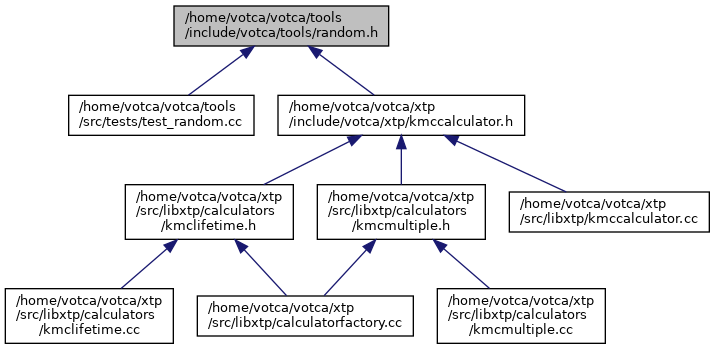 /home/votca/votca/tools
/include/votca/tools/random.h
/home/votca/votca/tools
/src/tests/test_random.cc
/home/votca/votca/xtp
/include/votca/xtp/kmccalculator.h
/home/votca/votca/xtp
/src/libxtp/calculators
/kmclifetime.h
/home/votca/votca/xtp
/src/libxtp/calculators
/kmcmultiple.h
/home/votca/votca/xtp
/src/libxtp/kmccalculator.cc
/home/votca/votca/xtp
/src/libxtp/calculators
/kmclifetime.cc
/home/votca/votca/xtp
/src/libxtp/calculatorfactory.cc
/home/votca/votca/xtp
/src/libxtp/calculators
/kmcmultiple.cc